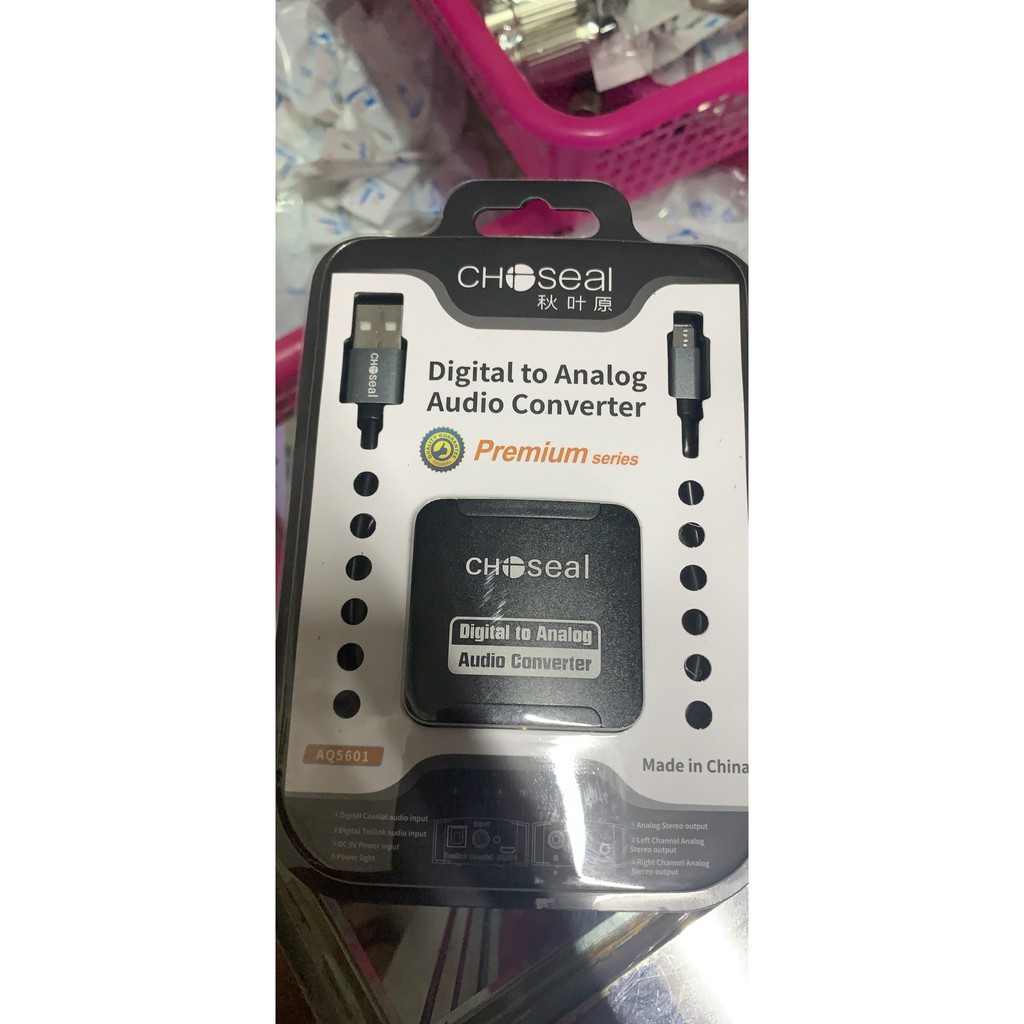 CHOSEAL
秋叶原
CHOSEAL
Digital to Analog
Audio Converter
Premium series
CHOSEAL
Digital to Analog
Audio Converter
AQ5601
Made in China
1 Digital Coaxial audio input
2 Digital Toslink audio input
3 DC 5V Power input
4 Power light
1 Analog Stereo output
2 Left Channel Analog
Stereo output
3 Right Channel Analog
Stereo output